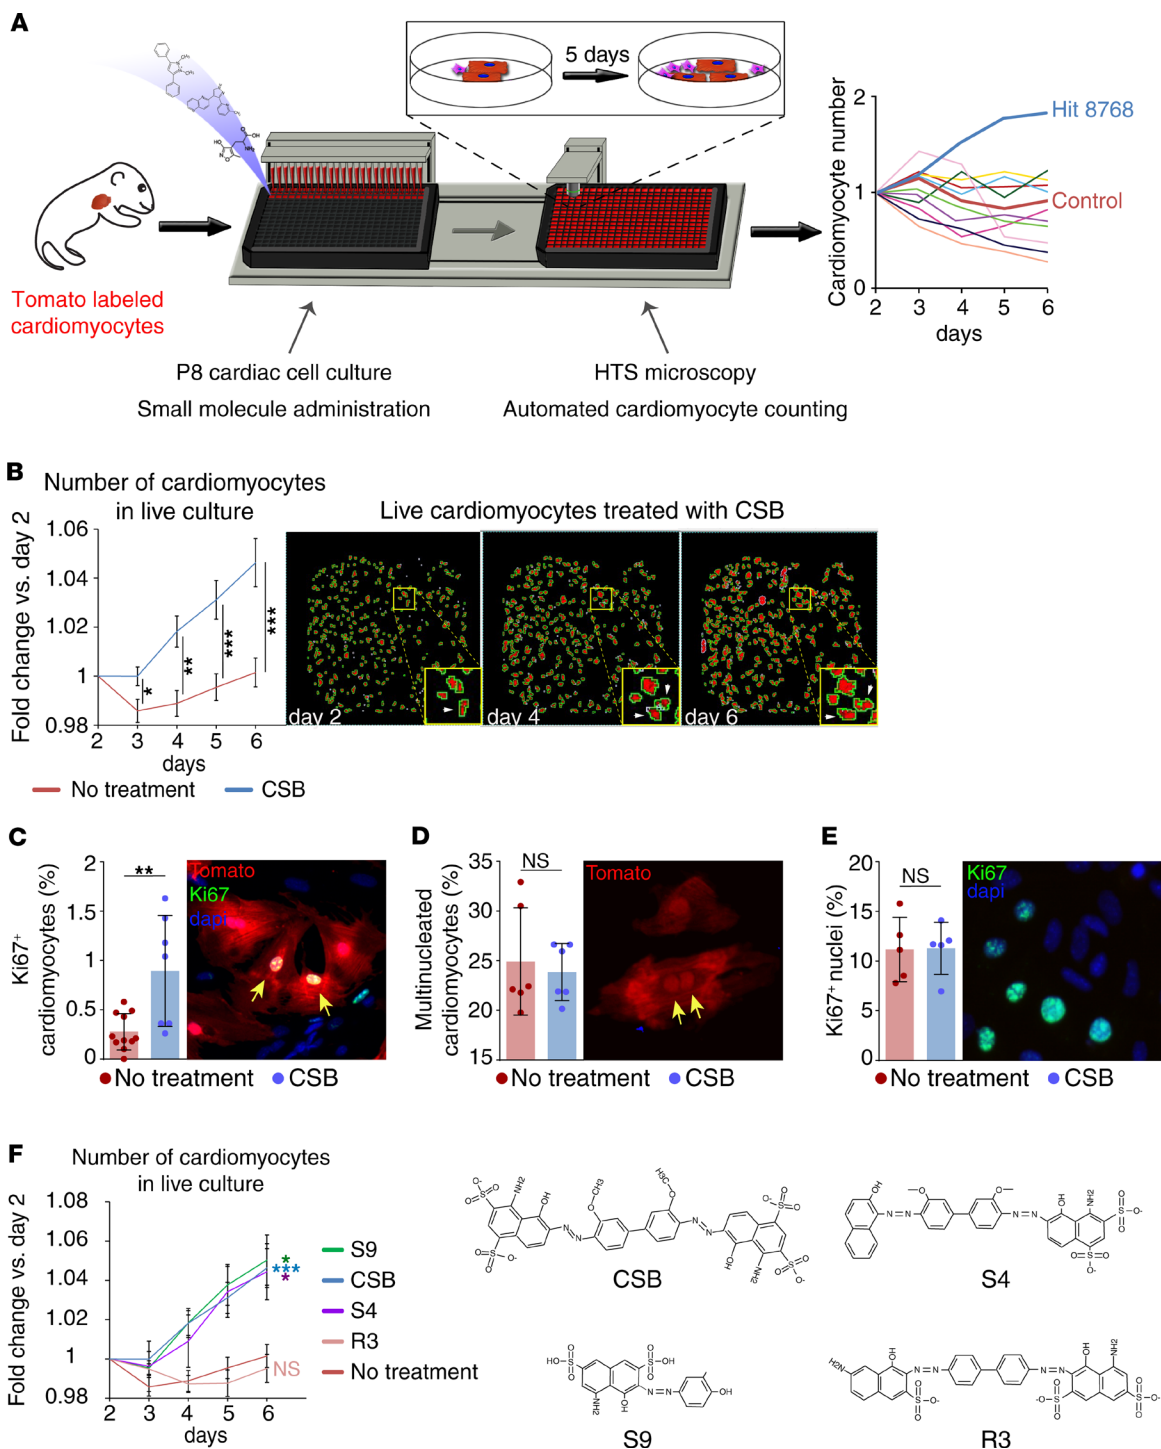 A
5 days
Tomato labeled
cardiomyocytes
P8 cardiac cell culture
Small molecule administration
HTS microscopy
Automated cardiomyocyte counting
Cardiomyocyte number
2
1
0
Hit 8768
Control
2 3 4 5 6
days
B
Number of cardiomyocytes
in live culture
Fold change vs. day 2
1.06
1.04
1.02
1
0.98
*
**
***
***
2 3 4 5 6
days
No treatment
CSB
Live cardiomyocytes treated with CSB
day 2
day 4
day 6
C
Ki67+
cardiomyocytes (%)
2
1.5
1
0.5
0
**
Tomato
Ki67
dapi
No treatment
CSB
D
Multinucleated
cardiomyocytes (%)
35
30
25
20
15
NS
Tomato
No treatment
CSB
E
Ki67+ nuclei (%)
20
15
10
5
0
NS
Ki67
dapi
No treatment
CSB
F
Number of cardiomyocytes
in live culture
Fold change vs. day 2
1.08
1.06
1.04
1.02
1
0.98
*
***
*
NS
2 3 4 5 6
days
S9
CSB
S4
R3
No treatment
CSB
S4
S9
R3